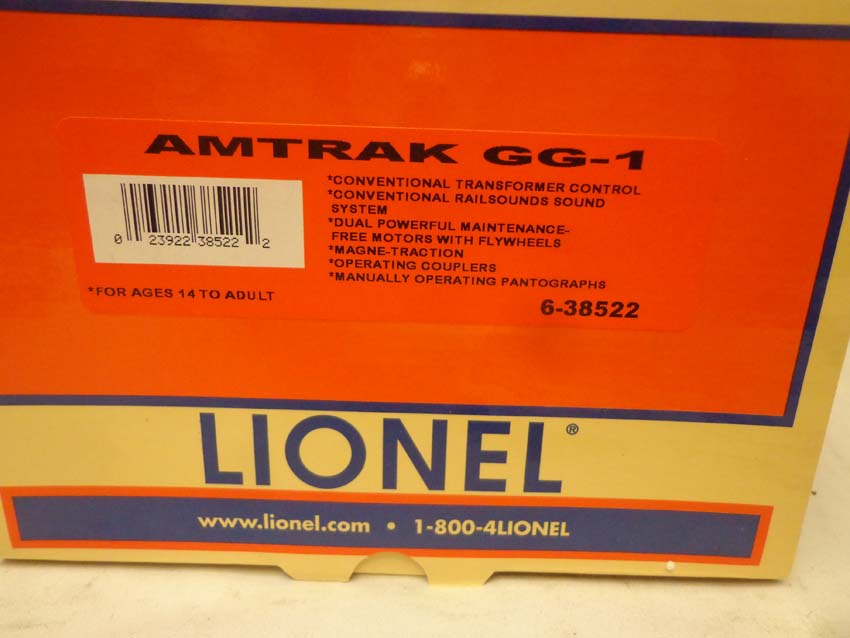 AMTRAK GG-1
*CONVENTIONAL TRANSFORMER CONTROL
*CONVENTIONAL RAILSOUNDS SOUND
SYSTEM
*DUAL POWERFUL MAINTENANCE-
FREE MOTORS WITH FLYWHEELS
*MAGNE-TRACTION
*OPERATING COUPLERS
*MANUALLY OPERATING PANTOGRAPHS
0 23922 38522 2
*FOR AGES 14 TO ADULT
6-38522
LIONEL®
www.lionel.com • 1-800-4LIONEL